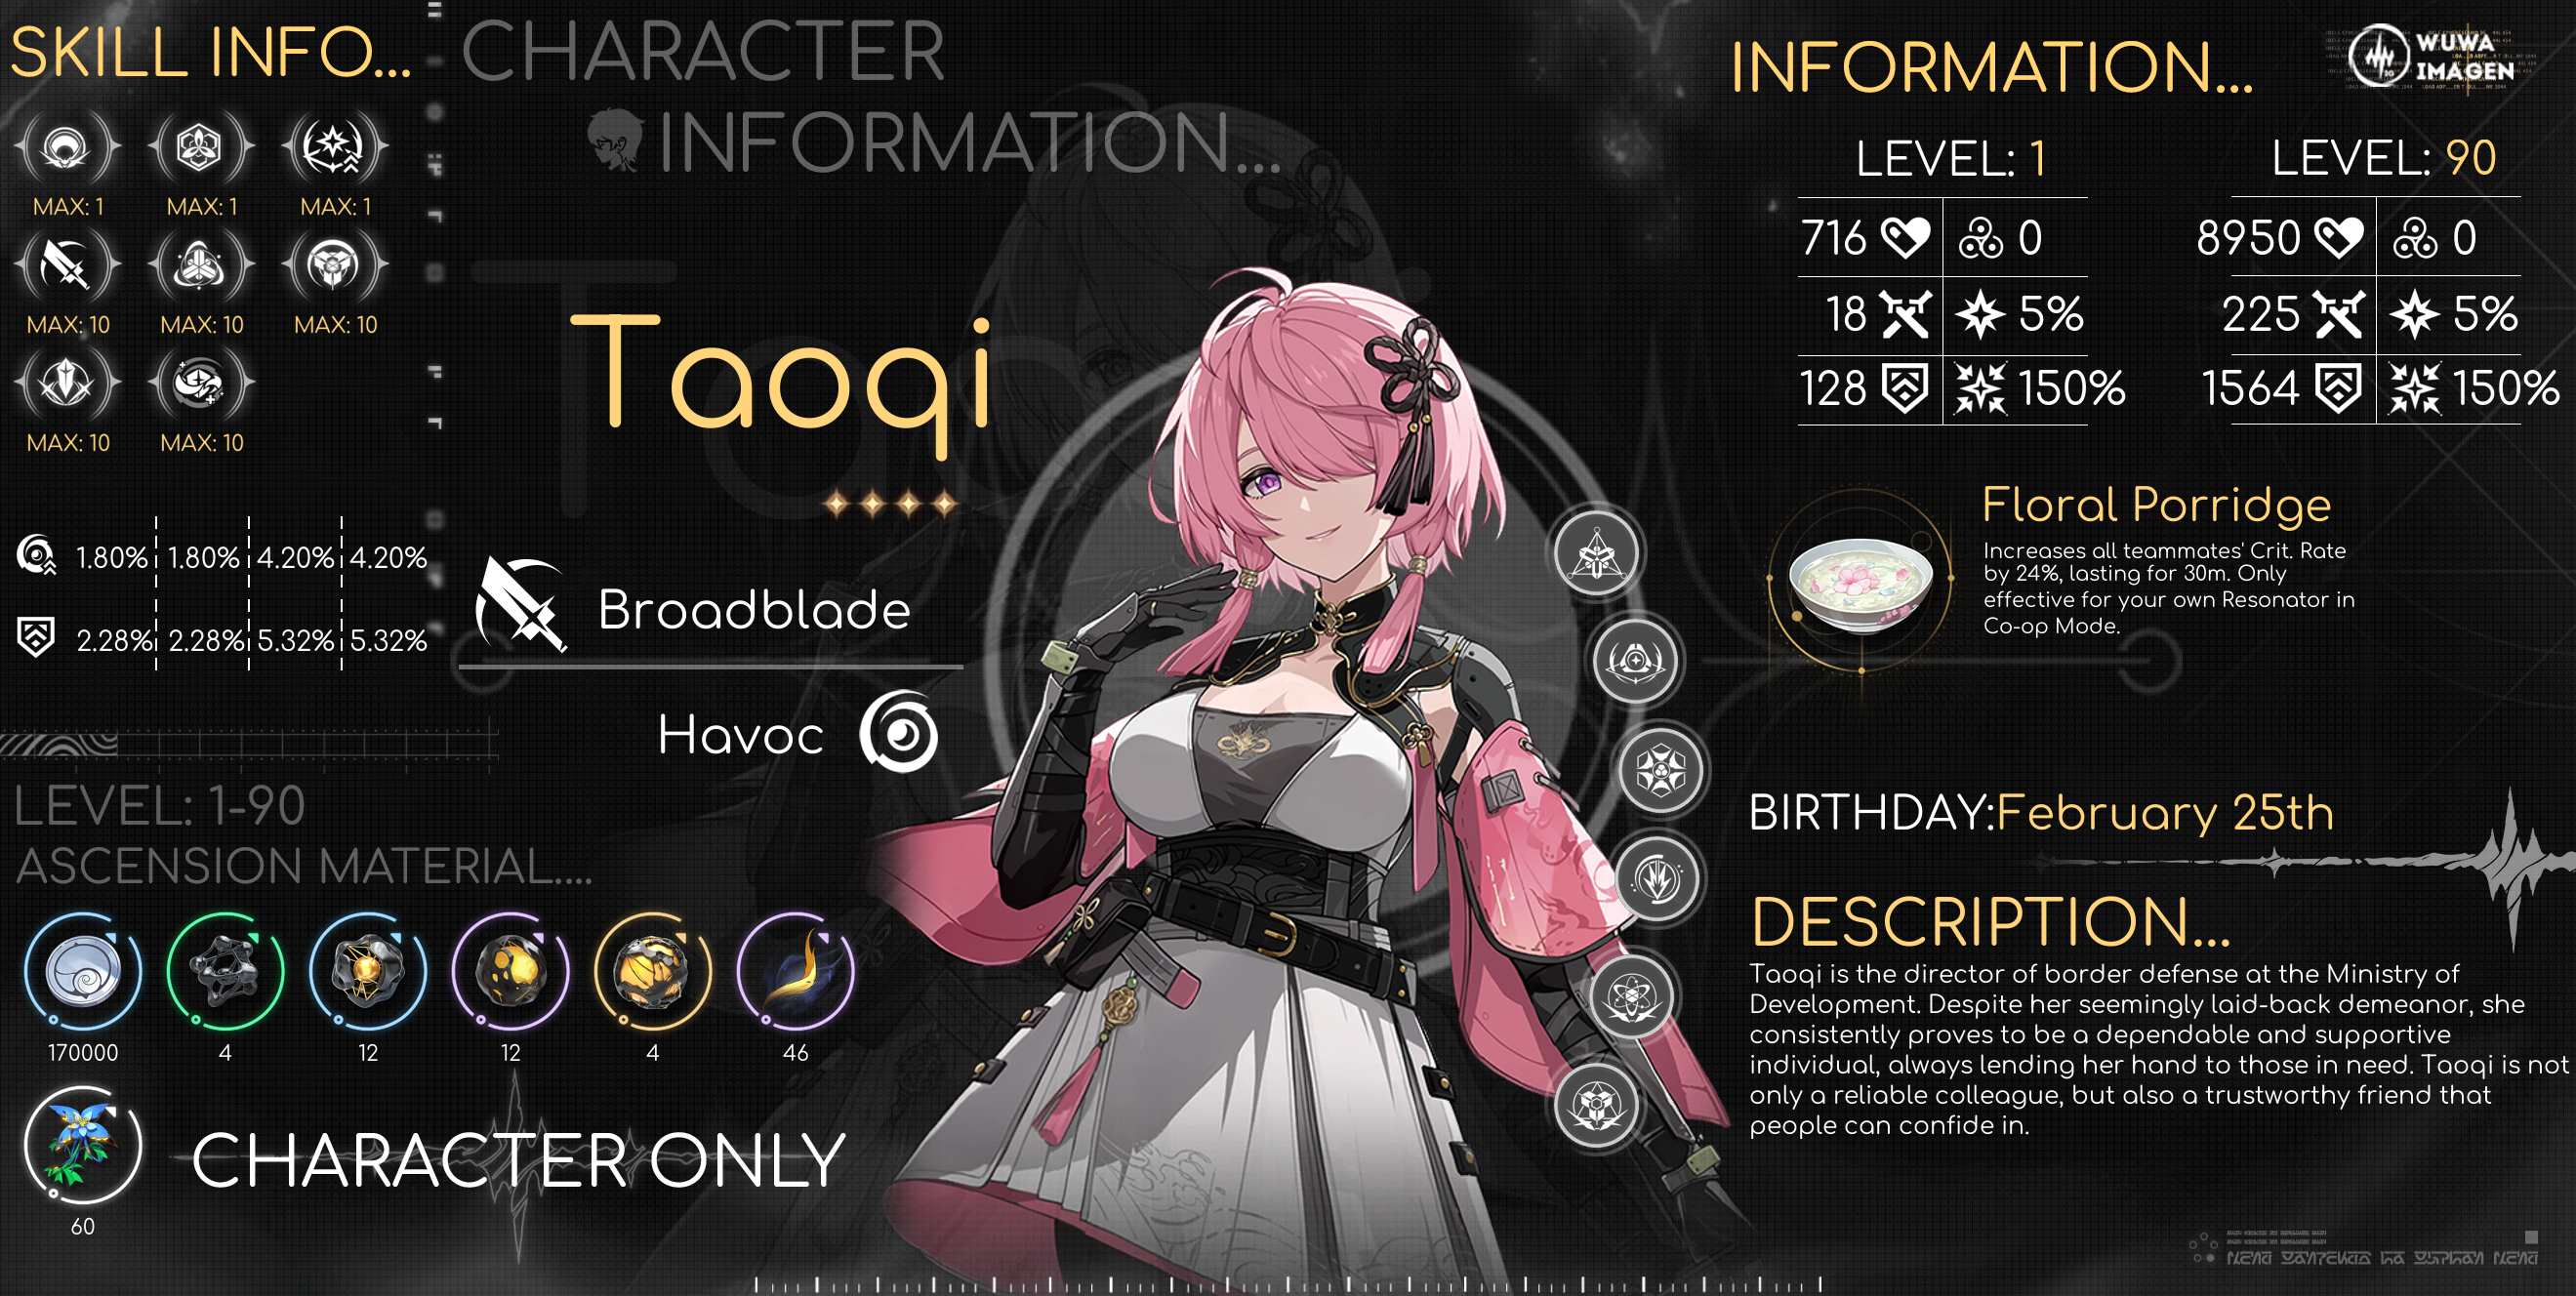 SKILL INFO...
MAX: 1
MAX: 1
MAX: 1
MAX: 10
MAX: 10
MAX: 10
MAX: 10
MAX: 10
1.80% 1.80% 4.20% 4.20%
2.28% 2.28% 5.32% 5.32%
LEVEL: 1-90
ASCENSION MATERIAL....
170000
4
12
12
4
46
60
CHARACTER ONLY
CHARACTER
INFORMATION...
Taoqi
Broadblade
Havoc
INFORMATION...
WUWA
IMAGEN
LEVEL: 1
716 0
18 5%
128 150%
LEVEL: 90
8950 0
225 5%
1564 150%
Floral Porridge
Increases all teammates' Crit. Rate
by 24%, lasting for 30m. Only
effective for your own Resonator in
Co-op Mode.
BIRTHDAY:February 25th
DESCRIPTION...
Taoqi is the director of border defense at the Ministry of
Development. Despite her seemingly laid-back demeanor, she
consistently proves to be a dependable and supportive
individual, always lending her hand to those in need. Taoqi is not
only a reliable colleague, but also a trustworthy friend that
people can confide in.